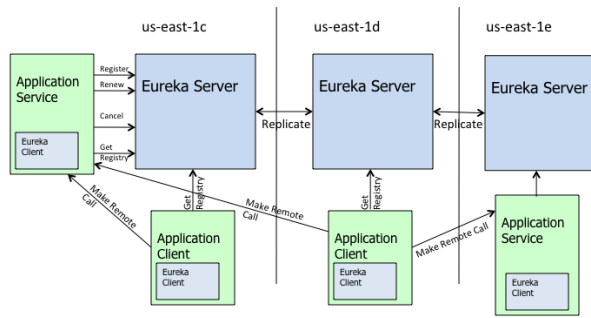 us-east-1c
us-east-1d
us-east-1e
Application
Service
Eureka
Client
Register
Renew
Cancel
Get
Registry
Eureka Server
Replicate
Eureka Server
Replicate
Eureka Server
Make Remote
Call
Get
Registry
Make Remote
Call
Get
Registry
Make Remote Call
Application
Client
Eureka
Client
Application
Client
Eureka
Client
Application
Service
Eureka
Client